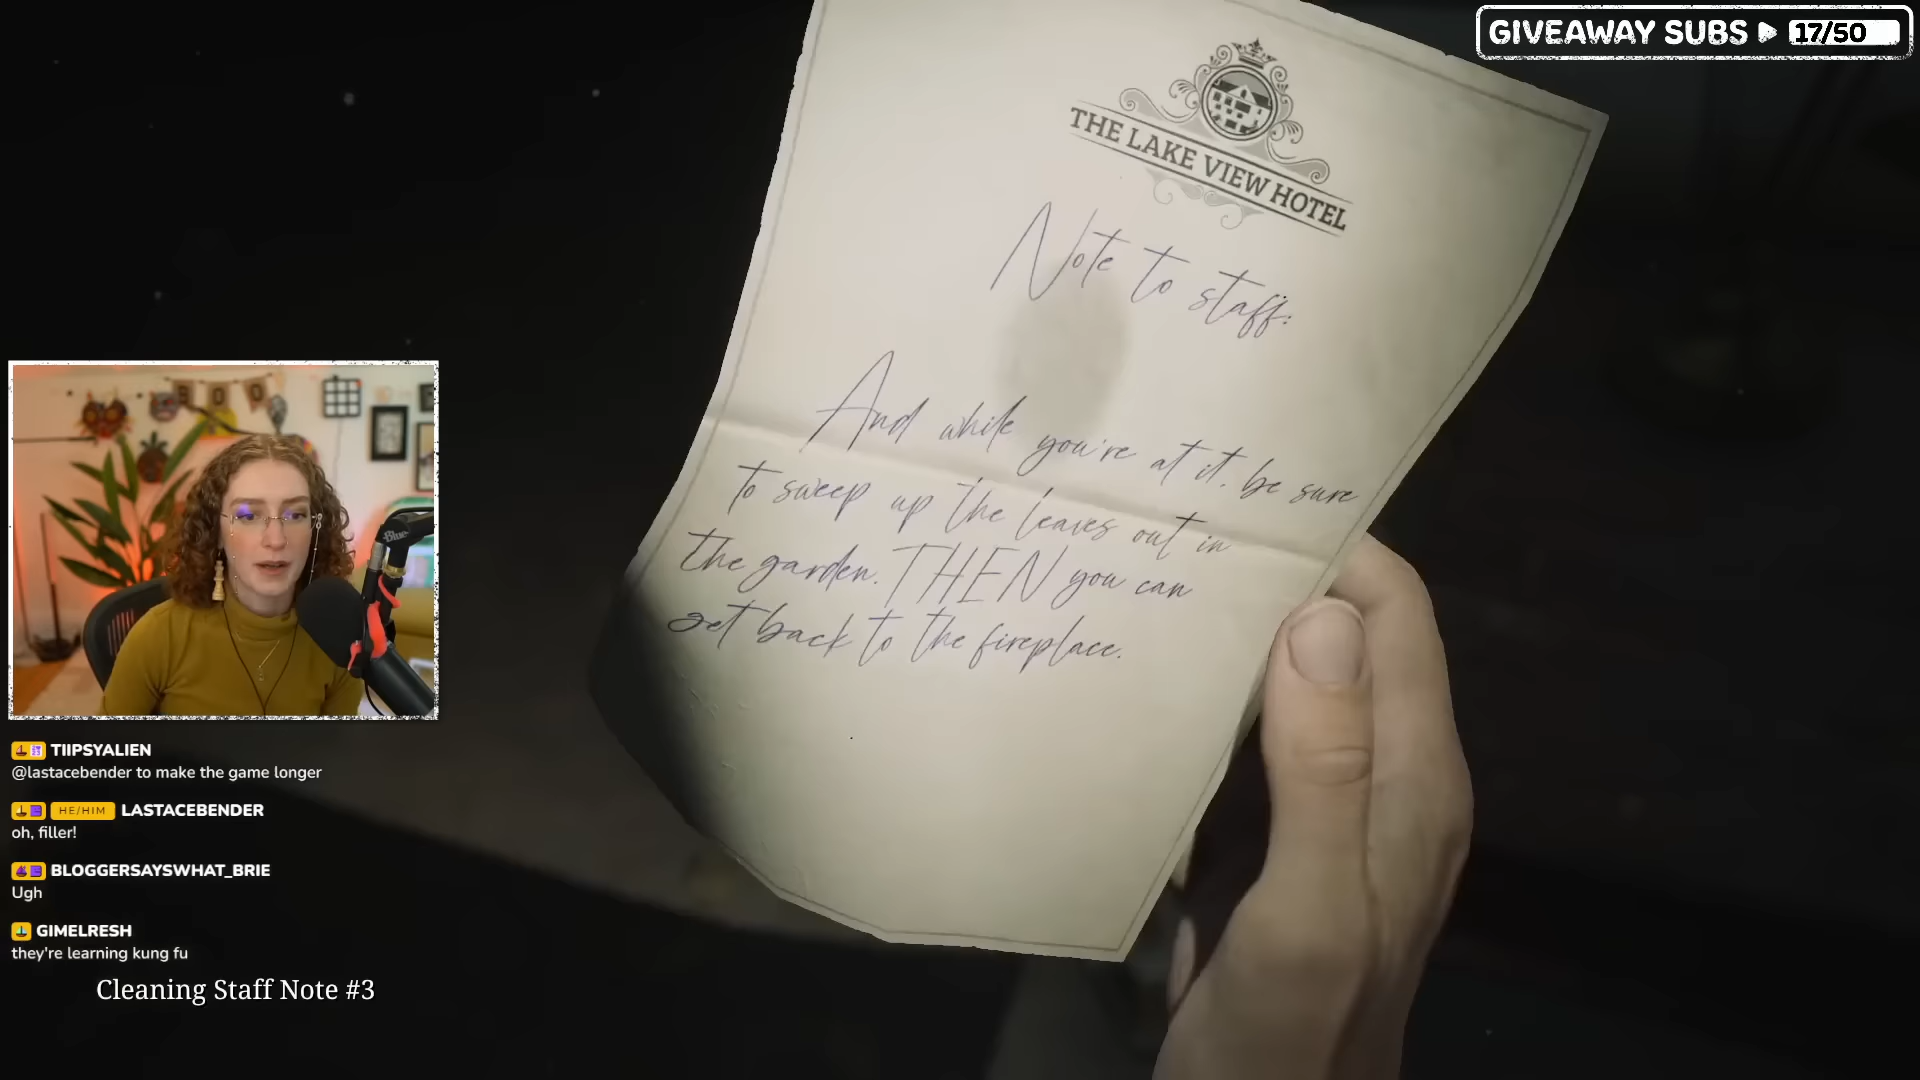 GIVEAWAY SUBS 17/50
THE LAKE VIEW HOTEL
Note to staff:
And while you're at it, be sure
to sweep up the leaves out in
the garden. THEN you can
get back to the fireplace.
BOO
Blue
TIIPSYALIEN
@lastacebender to make the game longer
HE/HIM LASTACEBENDER
oh, filler!
BLOGGERSAYSWHAT_BRIE
Ugh
GIMELRESH
they're learning kung fu
Cleaning Staff Note #3